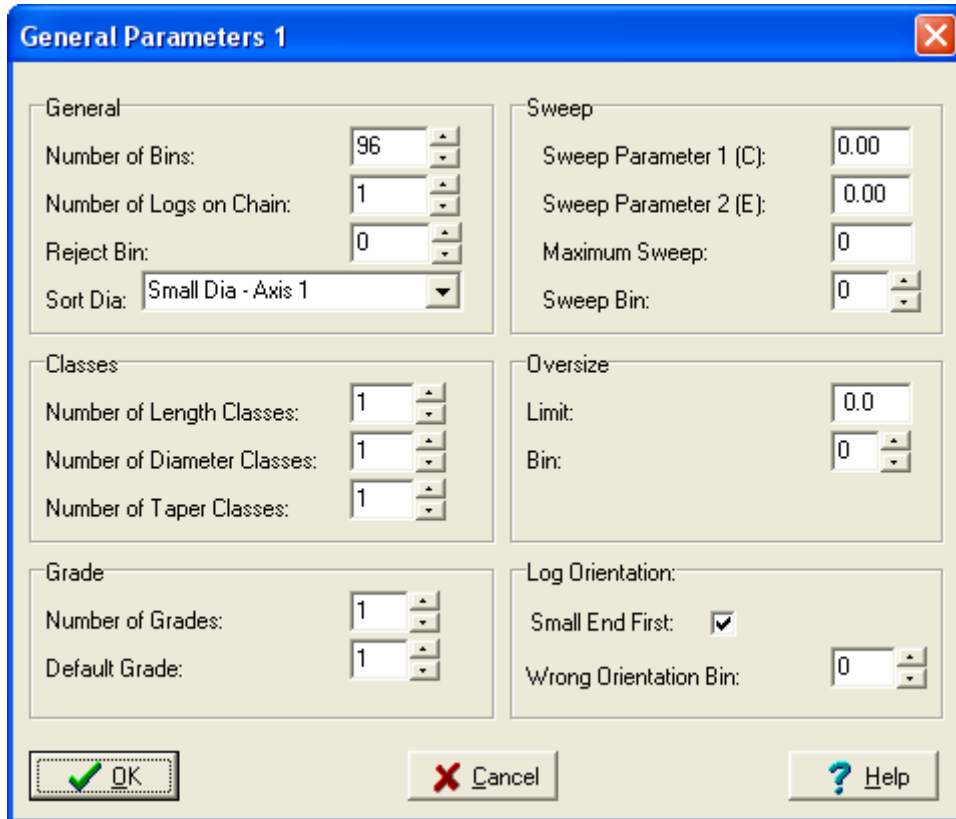 General Parameters 1
General
Number of Bins: 96
Number of Logs on Chain: 1
Reject Bin: 0
Sort Dia: Small Dia - Axis 1
Sweep
Sweep Parameter 1 (C): 0.00
Sweep Parameter 2 (E): 0.00
Maximum Sweep: 0
Sweep Bin: 0
Classes
Number of Length Classes: 1
Number of Diameter Classes: 1
Number of Taper Classes: 1
Oversize
Limit: 0.0
Bin: 0
Grade
Number of Grades: 1
Default Grade: 1
Log Orientation:
Small End First:
Wrong Orientation Bin: 0
OK
Cancel
? Help